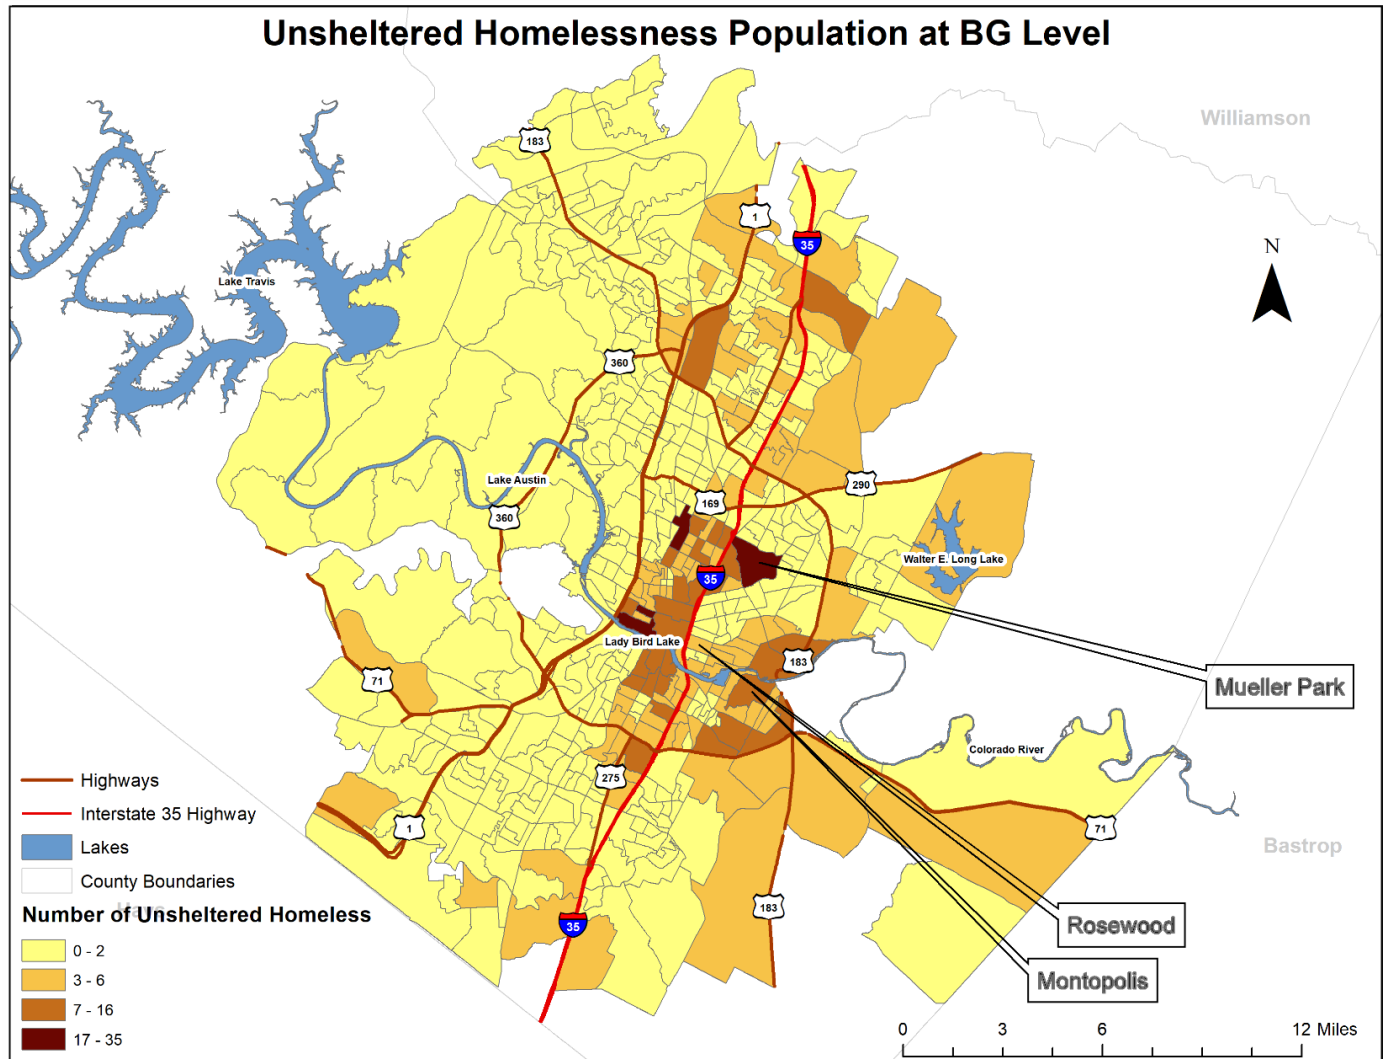 Unsheltered Homelessness Population at BG Level
Williamson
183
1
35
N
Lake Travis
360
Lake Austin
290
360
169
Walter E. Long Lake
35
Lady Bird Lake
183
71
Mueller Park
Colorado River
275
Highways
Interstate 35 Highway
1
71
Lakes
Bastrop
County Boundaries
Hays
Number of Unsheltered Homeless
183
35
Rosewood
0 - 2
3 - 6
Montopolis
7 - 16
17 - 35
0 3 6 12 Miles